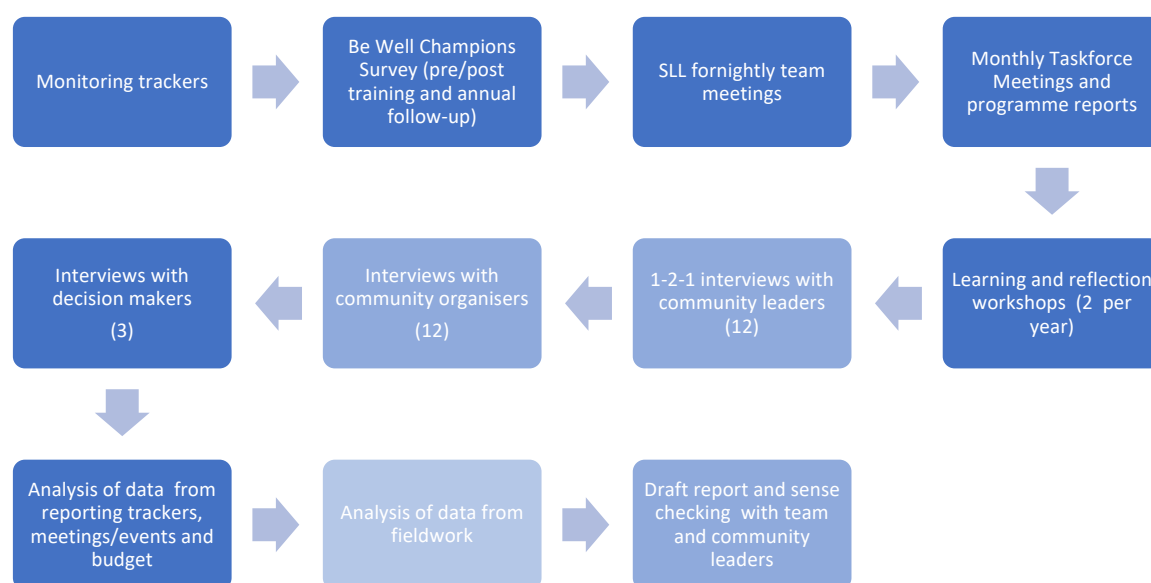 Monitoring trackers
Be Well Champions
Survey (pre/post
training and annual
follow-up)
SLL fornightly team
meetings
Monthly Taskforce
Meetings and
programme reports
Interviews with
decision makers
(3)
Interviews with
community organisers
(12)
1-2-1 interviews with
community leaders
(12)
Learning and reflection
workshops (2 per
year)
Analysis of data from
reporting trackers,
meetings/events and
budget
Analysis of data from
fieldwork
Draft report and sense
checking with team
and community
leaders